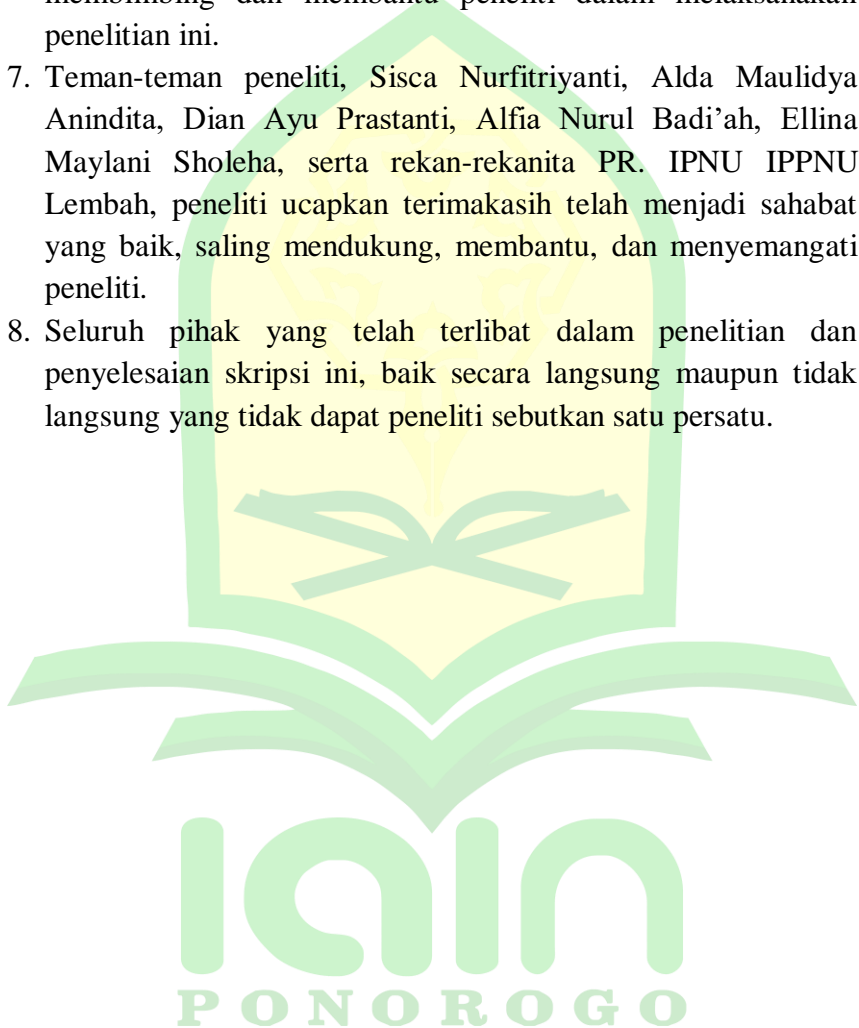 membimbing dan membantu peneliti dalam melaksanakan
penelitian ini.
7. Teman-teman peneliti, Sisca Nurfitriyanti, Alda Maulidya
Anindita, Dian Ayu Prastanti, Alfia Nurul Badi’ah, Ellina
Maylani Sholeha, serta rekan-rekanita PR. IPNU IPPNU
Lembah, peneliti ucapkan terimakasih telah menjadi sahabat
yang baik, saling mendukung, membantu, dan menyemangati
peneliti.
8. Seluruh pihak yang telah terlibat dalam penelitian dan
penyelesaian skripsi ini, baik secara langsung maupun tidak
langsung yang tidak dapat peneliti sebutkan satu persatu.
IAIN
PONOROGO